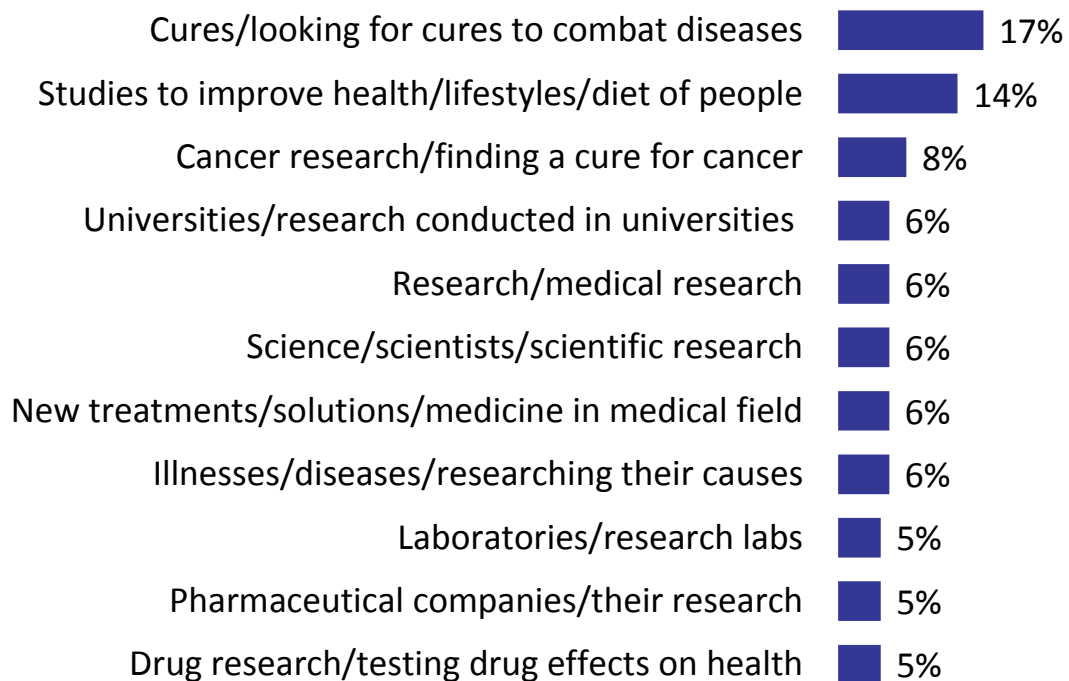 Cures/looking for cures to combat diseases 17%
Studies to improve health/lifestyles/diet of people 14%
Cancer research/finding a cure for cancer 8%
Universities/research conducted in universities 6%
Research/medical research 6%
Science/scientists/scientific research 6%
New treatments/solutions/medicine in medical field 6%
Illnesses/diseases/researching their causes 6%
Laboratories/research labs 5%
Pharmaceutical companies/their research 5%
Drug research/testing drug effects on health 5%